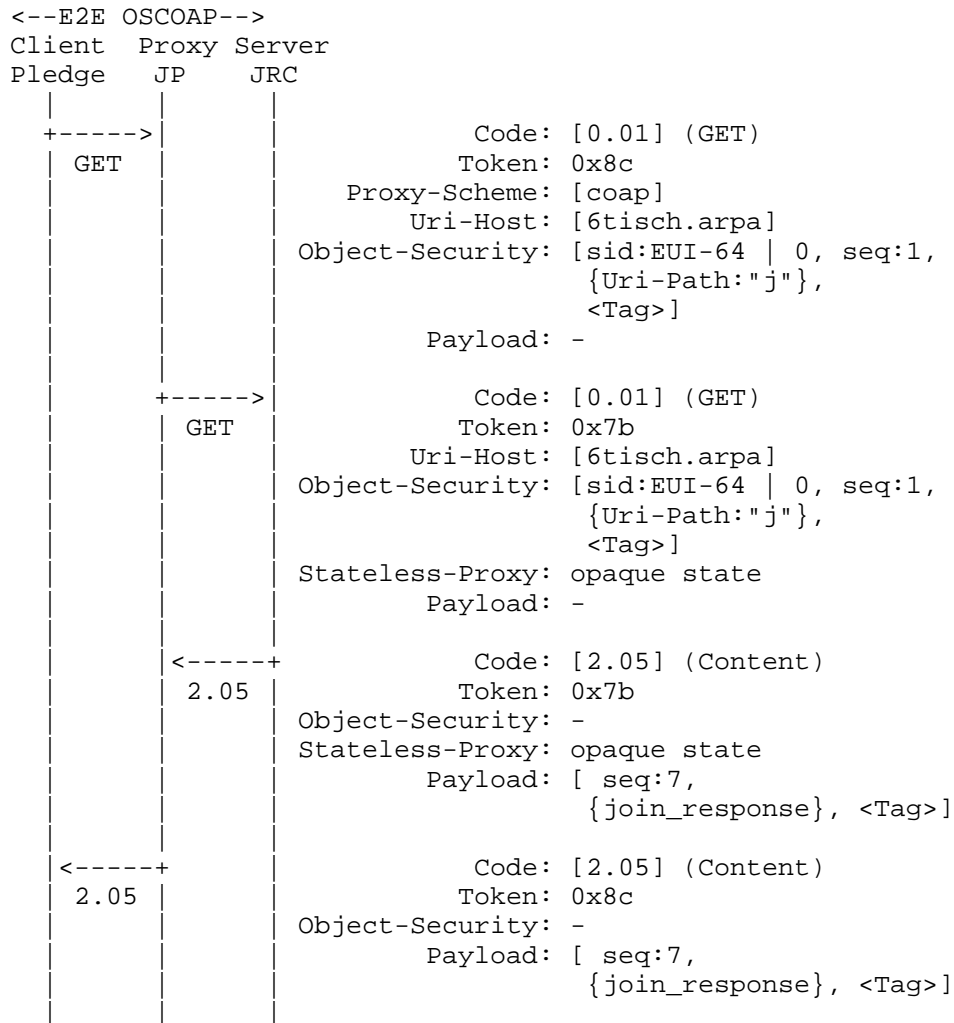 <--E2E OSCOAP-->
Client Proxy Server
Pledge JP JRC
Code: [0.01] (GET)
GET Token: 0x8c
Proxy-Scheme: [coap]
Uri-Host: [6tisch.arpa]
Object-Security: [sid:EUI-64 | 0, seq:1,
{Uri-Path:"j"},
<Tag>]
Payload: -
Code: [0.01] (GET)
GET Token: 0x7b
Uri-Host: [6tisch.arpa]
Object-Security: [sid:EUI-64 | 0, seq:1,
{Uri-Path:"j"},
<Tag>]
Stateless-Proxy: opaque state
Payload: -
Code: [2.05] (Content)
2.05 Token: 0x7b
Object-Security: -
Stateless-Proxy: opaque state
Payload: [ seq:7,
{join_response}, <Tag>]
Code: [2.05] (Content)
2.05 Token: 0x8c
Object-Security: -
Payload: [ seq:7,
{join_response}, <Tag>]